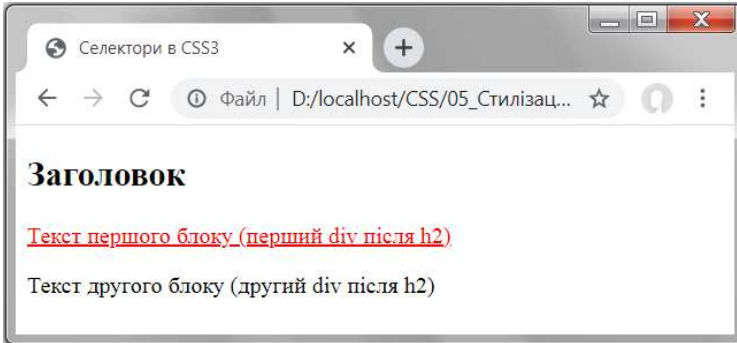 Селектори в CSS3
Файл | D:/localhost/CSS/05_Стилізац...
Заголовок
Текст першого блоку (перший div після h2)
Текст другого блоку (другий div після h2)